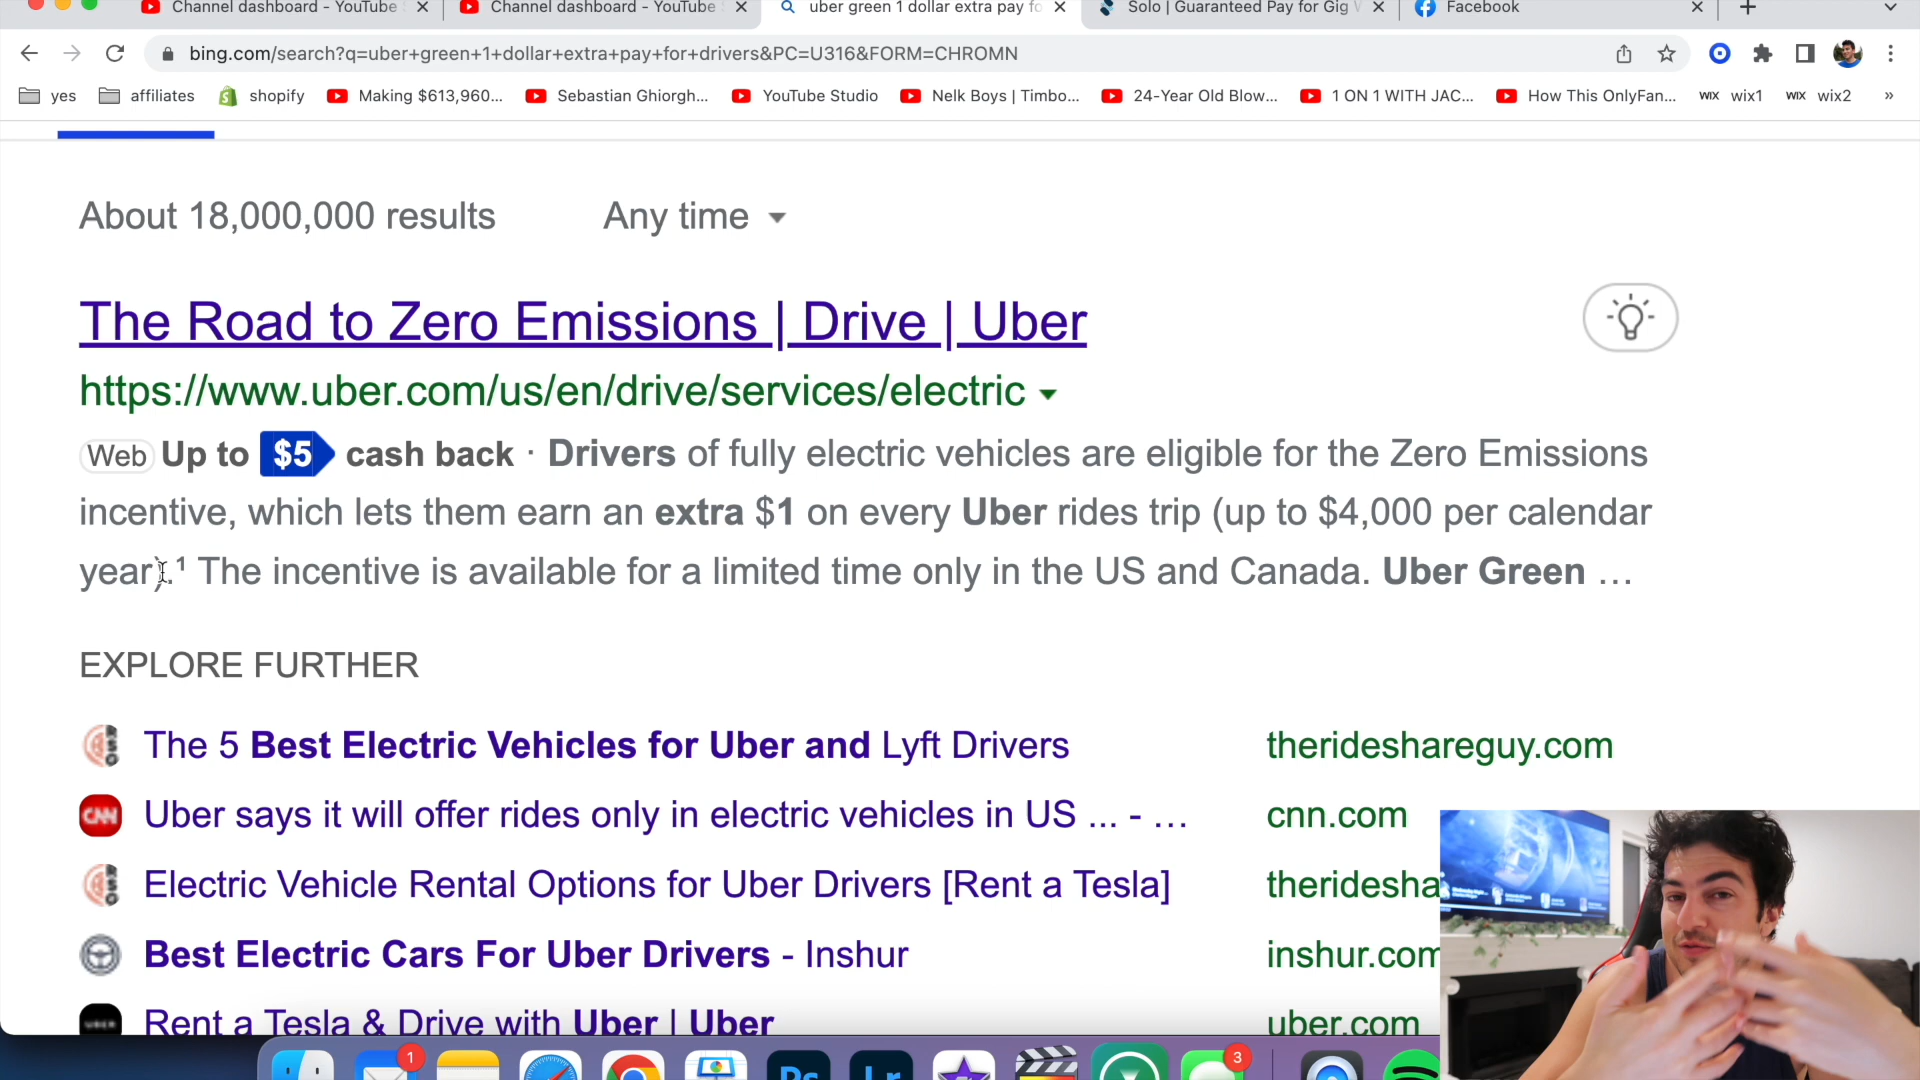 Channel dashboard - YouTube
Channel dashboard - YouTube
uber green 1 dollar extra pay fo
Solo | Guaranteed Pay for Gig W
Facebook
bing.com/search?q=uber+green+1+dollar+extra+pay+for+drivers&PC=U316&FORM=CHROMN
yes
affiliates
shopify
Making $613,960...
Sebastian Ghiorgh...
YouTube Studio
Nelk Boys | Timbo...
24-Year Old Blow...
1 ON 1 WITH JAC...
How This OnlyFan...
WIX wix1
WIX wix2
»
About 18,000,000 results
Any time
The Road to Zero Emissions | Drive | Uber
https://www.uber.com/us/en/drive/services/electric
Web Up to $5 cash back · Drivers of fully electric vehicles are eligible for the Zero Emissions
incentive, which lets them earn an extra $1 on every Uber rides trip (up to $4,000 per calendar
year).¹ The incentive is available for a limited time only in the US and Canada. Uber Green ...
EXPLORE FURTHER
The 5 Best Electric Vehicles for Uber and Lyft Drivers
therideshareguy.com
CNN
Uber says it will offer rides only in electric vehicles in US ... - ...
cnn.com
Electric Vehicle Rental Options for Uber Drivers [Rent a Tesla]
theridesha
Best Electric Cars For Uber Drivers - Inshur
inshur.com
Rent a Tesla & Drive with Uber | Uber
uber.com
1
Ps
Lr
3